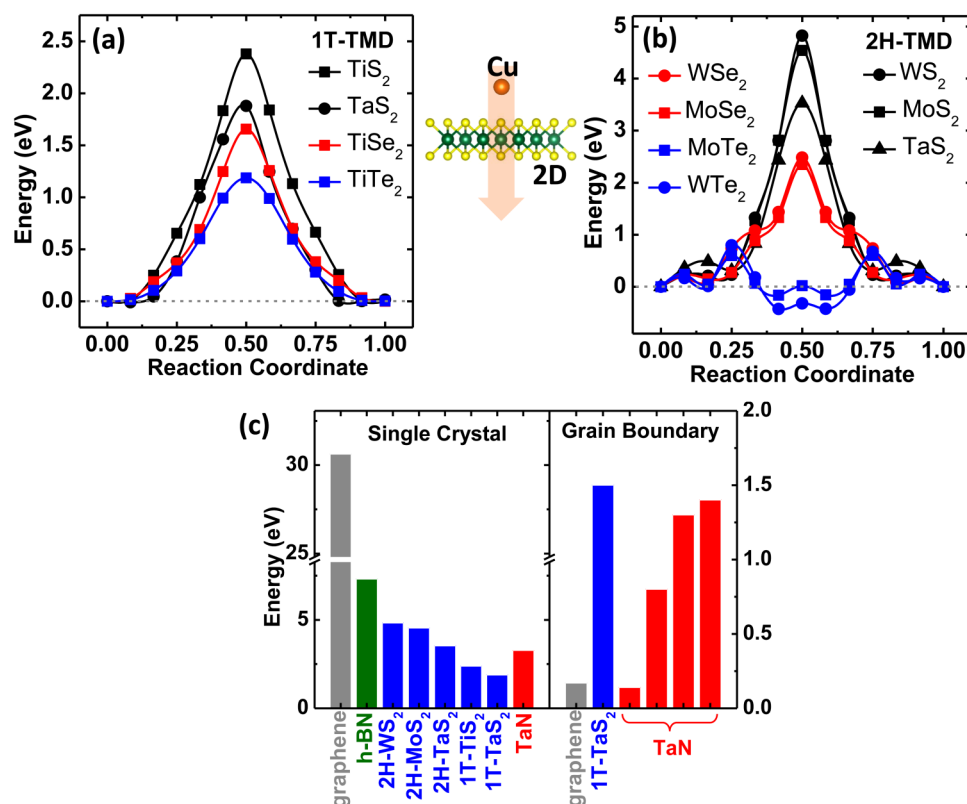 (a)
1T-TMD
TiS2
TaS2
TiSe2
TiTe2
2.5
2.0
1.5
1.0
0.5
0.0
Energy (eV)
0.00 0.25 0.50 0.75 1.00
Reaction Coordinate
Cu
2D
(b)
2H-TMD
WSe2
MoSe2
MoTe2
WTe2
WS2
MoS2
TaS2
5
4
3
2
1
0
Energy (eV)
0.00 0.25 0.50 0.75 1.00
Reaction Coordinate
(c)
Single Crystal
Grain Boundary
30
25
5
0
Energy (eV)
2.0
1.5
1.0
0.5
0.0
graphene
h-BN
2H-WS2
2H-MoS2
2H-TaS2
1T-TiS2
1T-TaS2
TaN
graphene
1T-TaS2
TaN